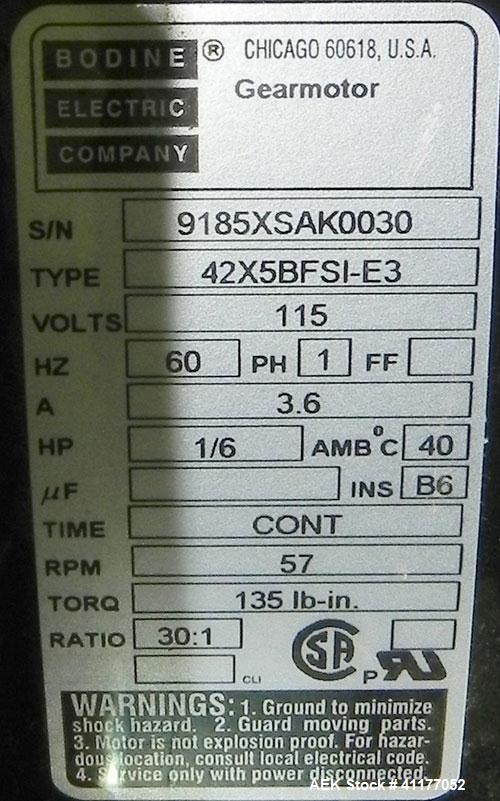 BODINE ® CHICAGO 60618, U.S.A.
ELECTRIC Gearmotor
COMPANY
S/N 9185XSAK0030
TYPE 42X5BFSI-E3
VOLTS 115
HZ 60 PH 1 FF
A 3.6
HP 1/6 AMB°C 40
µF INS B6
TIME CONT
RPM 57
TORQ 135 lb-in.
RATIO 30:1 SA P RU
CLI
WARNINGS: 1. Ground to minimize
shock hazard. 2. Guard moving parts.
3. Motor is not explosion proof. For hazar-
dous location, consult local electrical code.
4. Service only with power disconnected.
AEK Stock # 41177052